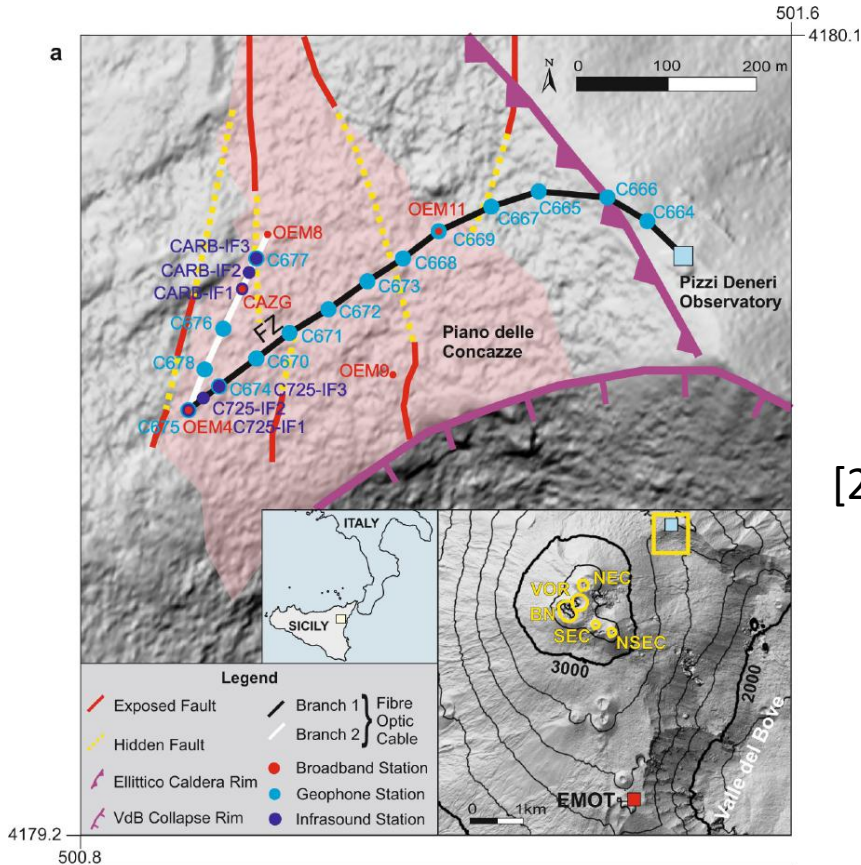 501.6
4180.1
a
N
0 100 200 m
C666
C665
C664
C667
OEM11
C669
OEM8
CARB-IF3
C677
CARB-IF2
C668
CARB-IF1
CAZG
C673
Pizzi Deneri
Observatory
C672
C676
FZ
C671
Piano delle
Concazze
C670
OEM9
C678
C674 C725-IF3
C725-IF2
C675 OEM4 C725-IF1
[2
ITALY
SICILY
NEC
VOR
BN
SEC
NSEC
3000
2000
Valle del Bove
EMOT
0 1km
Legend
Exposed Fault
Hidden Fault
Ellittico Caldera Rim
VdB Collapse Rim
Branch 1
Branch 2
Fibre
Optic
Cable
Broadband Station
Geophone Station
Infrasound Station
4179.2
500.8